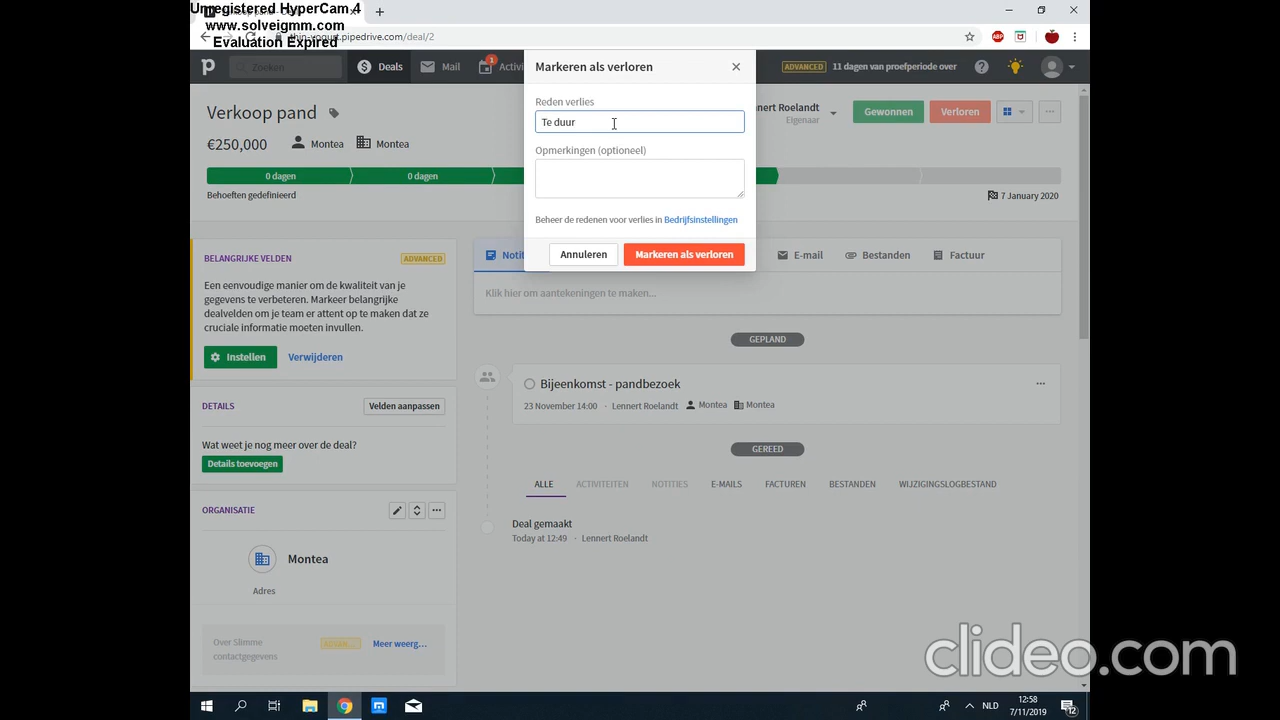 Unregistered HyperCam 4
www.solveigmm.com
Evaluation Expired
thin-yogurt.pipedrive.com/deal/2
Zoeken
Deals
Mail
1
Activi
ADVANCED
11 dagen van proefperiode over
Markeren als verloren
Reden verlies
Te duur
Opmerkingen (optioneel)
Beheer de redenen voor verlies in Bedrijfsinstellingen
Annuleren
Markeren als verloren
Verkoop pand
€250,000
Montea
Montea
nnert Roelandt
Eigenaar
Gewonnen
Verloren
0 dagen
0 dagen
Behoeften gedefinieerd
7 January 2020
BELANGRIJKE VELDEN
ADVANCED
Een eenvoudige manier om de kwaliteit van je
gegevens te verbeteren. Markeer belangrijke
dealvelden om je team er attent op te maken dat ze
cruciale informatie moeten invullen.
Instellen
Verwijderen
DETAILS
Velden aanpassen
Wat weet je nog meer over de deal?
Details toevoegen
ORGANISATIE
Montea
Adres
Over Slimme
contactgegevens
Meer weerg...
Notit
E-mail
Bestanden
Factuur
Klik hier om aantekeningen te maken...
GEPLAND
Bijeenkomst - pandbezoek
23 November 14:00 · Lennert Roelandt Montea Montea
GEREED
ALLE
ACTIVITEITEN
NOTITIES
E-MAILS
FACTUREN
BESTANDEN
WIJZIGINGSLOGBESTAND
Deal gemaakt
Today at 12:49 · Lennert Roelandt
clideo.com
NLD
12:58
7/11/2019
12